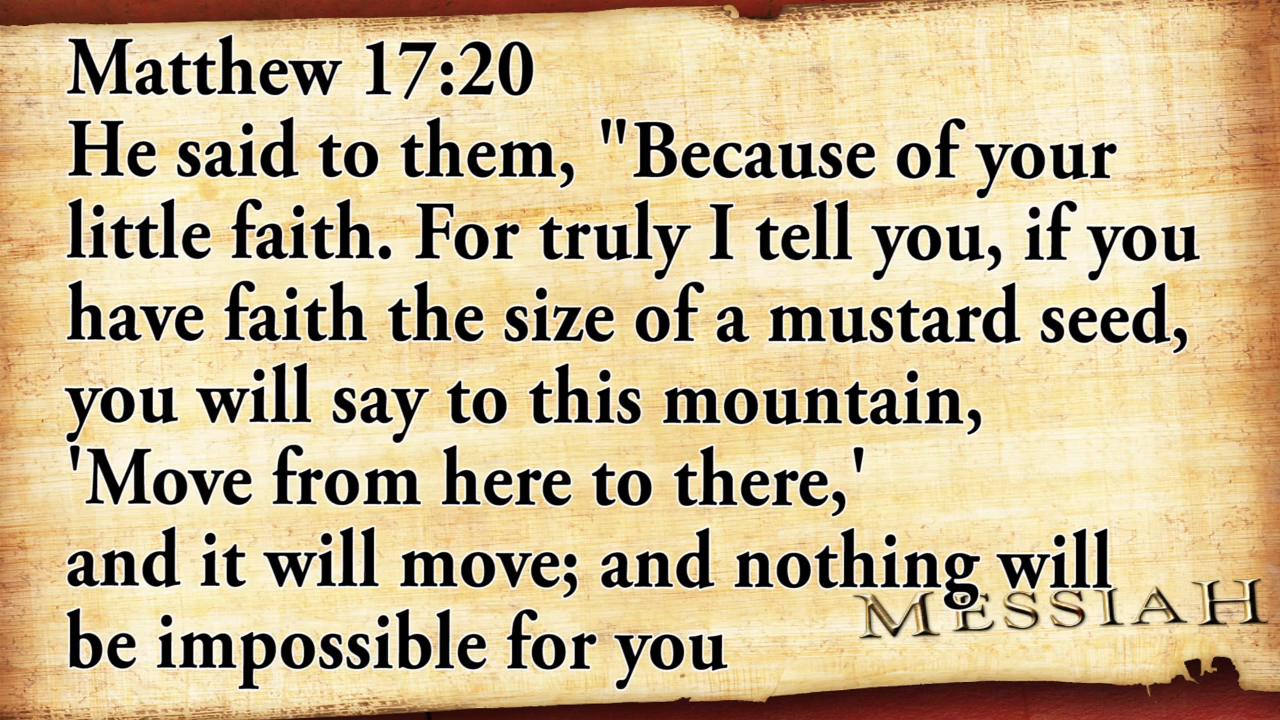 Matthew 17:20
He said to them, "Because of your
little faith. For truly I tell you, if you
have faith the size of a mustard seed,
you will say to this mountain,
'Move from here to there,'
and it will move; and nothing will
be impossible for you
MESSIAH